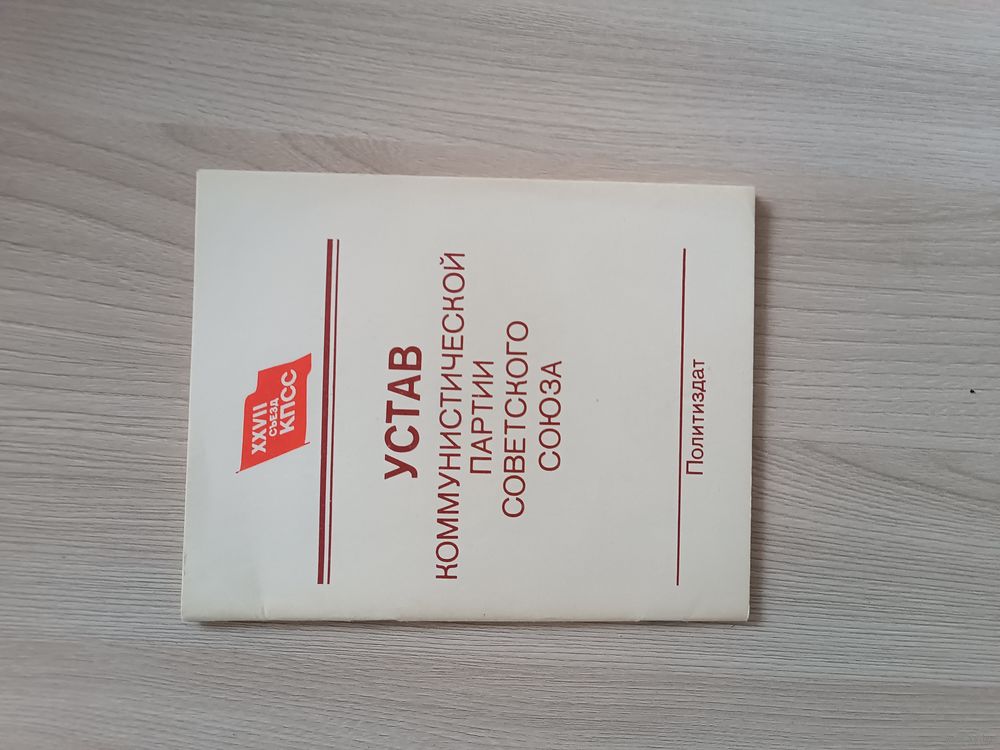 XXVII
СЪЕЗД
КПСС
УСТАВ
КОММУНИСТИЧЕСКОЙ
ПАРТИИ
СОВЕТСКОГО
СОЮЗА
Политиздат